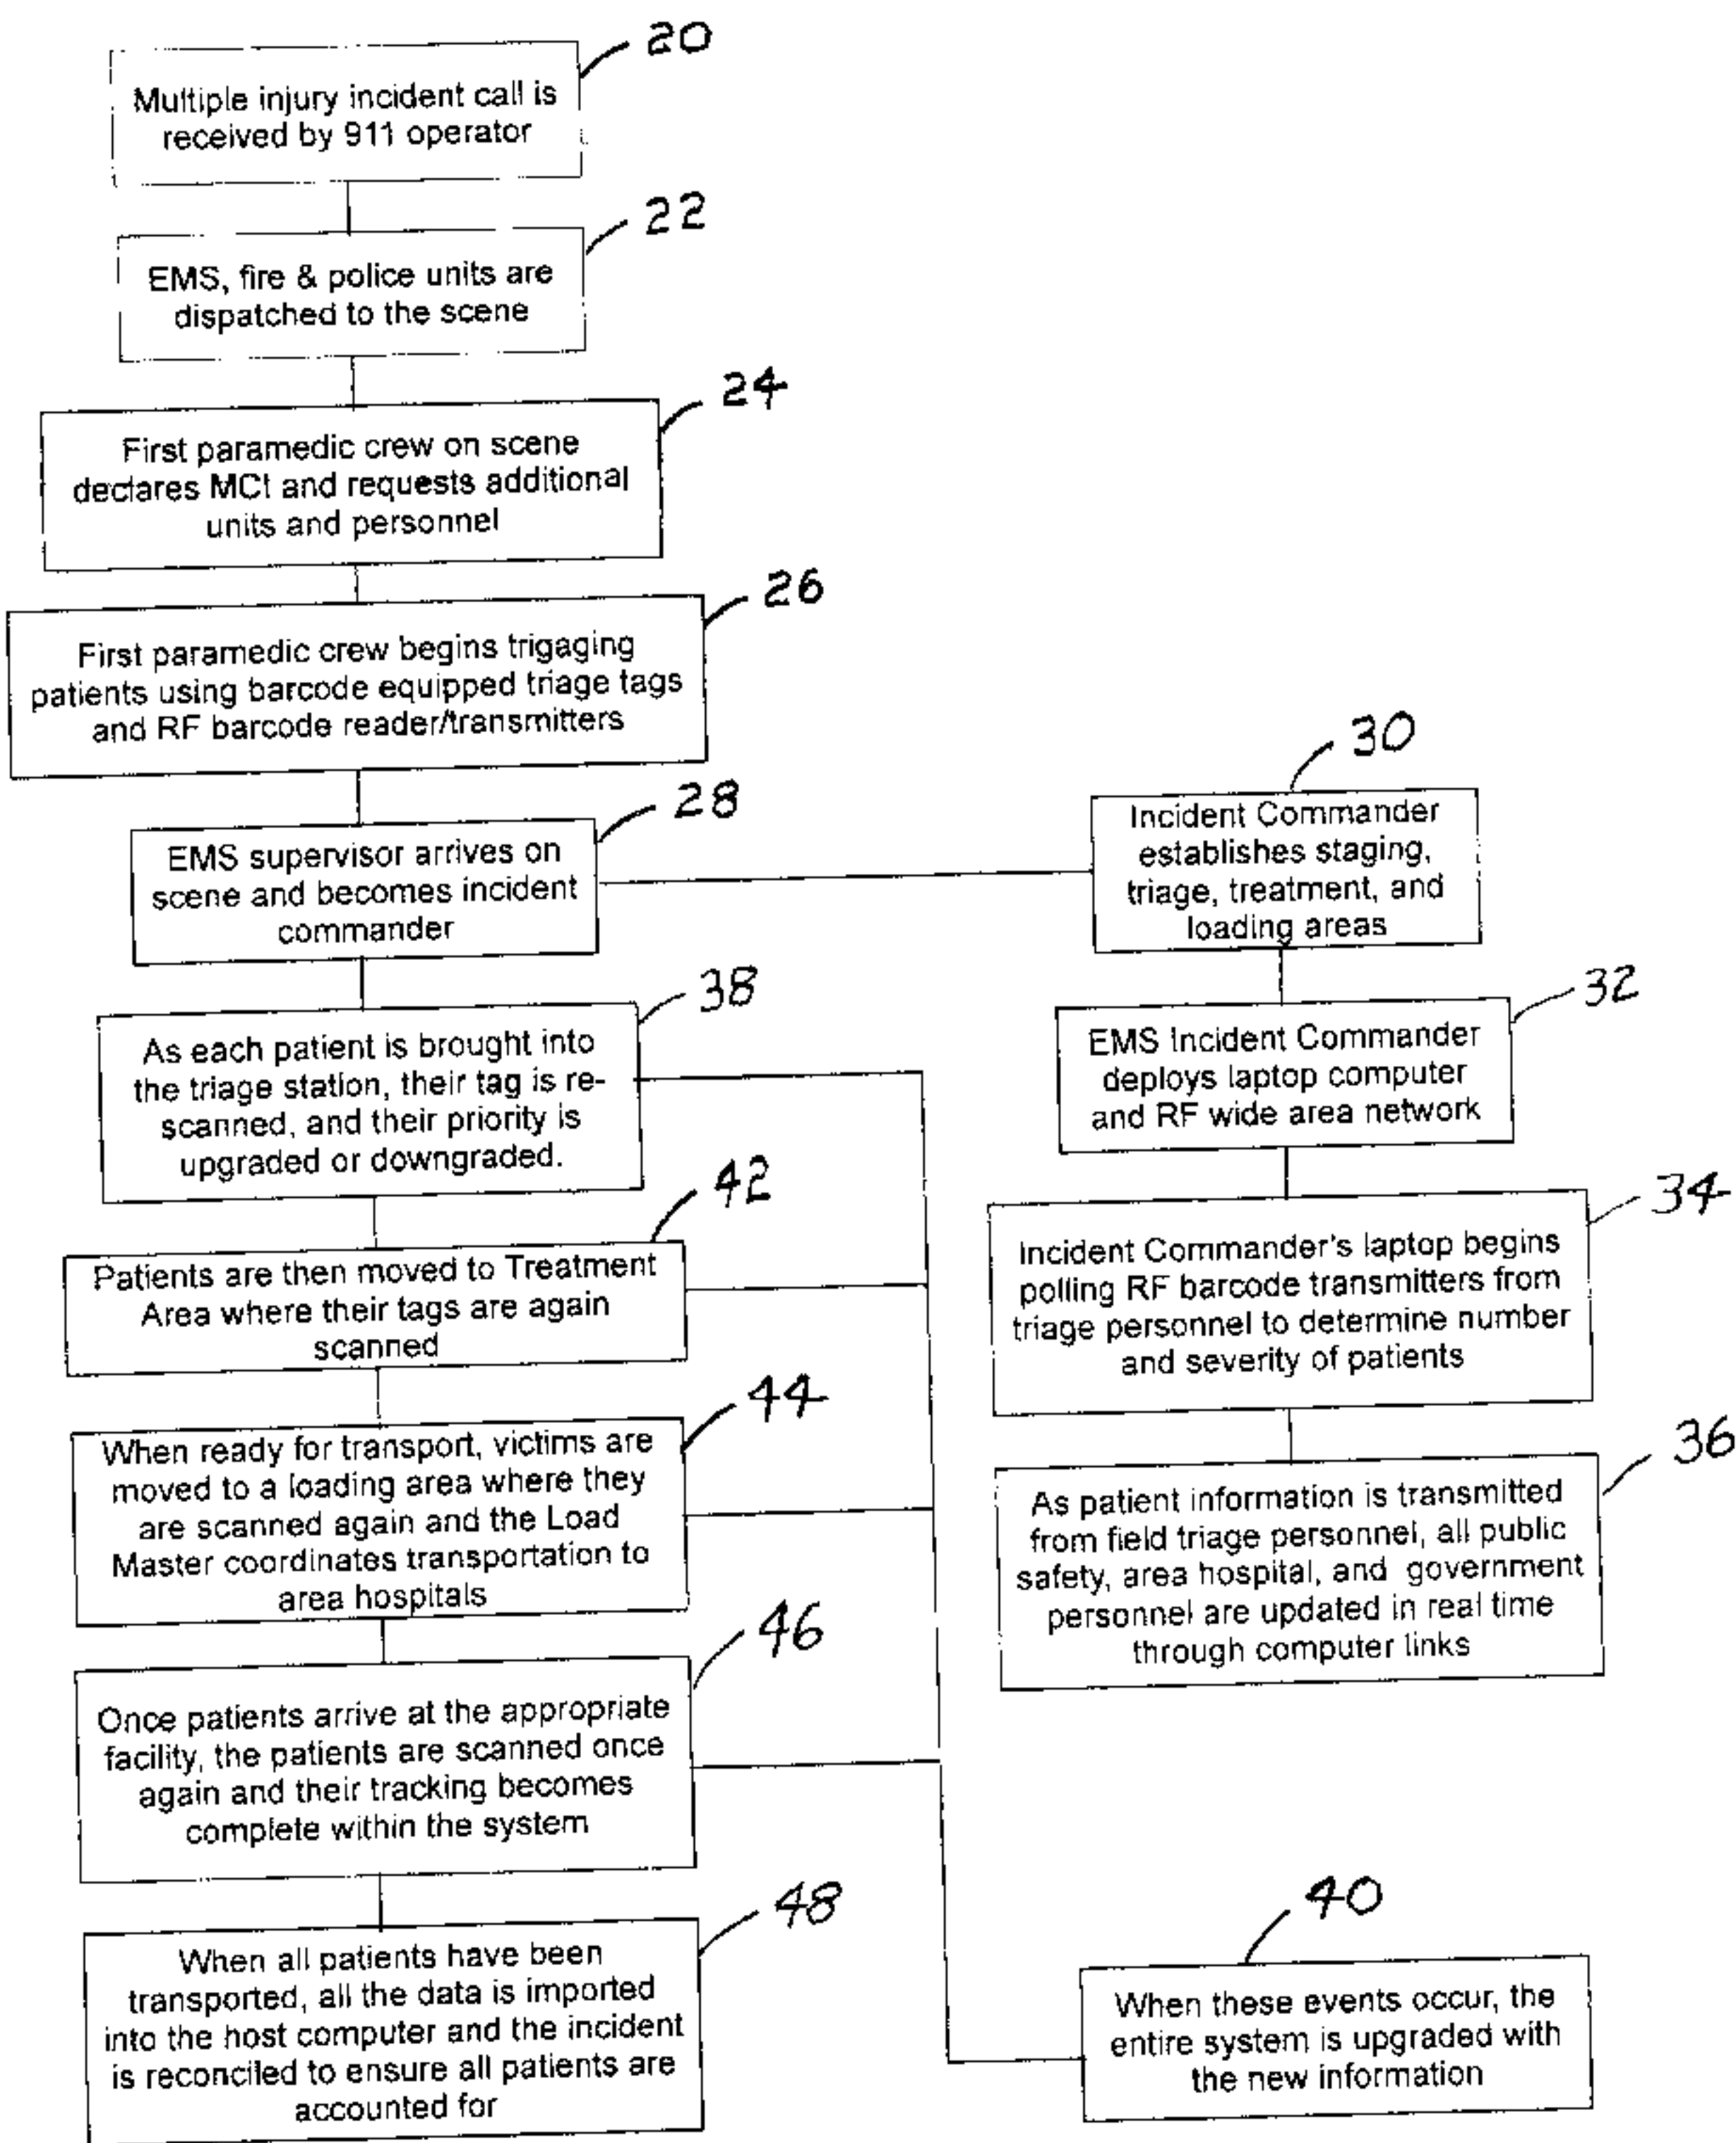 20
Multiple injury incident call is
received by 911 operator
22
EMS, fire & police units are
dispatched to the scene
24
First paramedic crew on scene
declares MCI and requests additional
units and personnel
26
First paramedic crew begins trigaging
patients using barcode equipped triage tags
and RF barcode reader/transmitters
28
EMS supervisor arrives on
scene and becomes incident
commander
30
Incident Commander
establishes staging,
triage, treatment, and
loading areas
32
EMS Incident Commander
deploys laptop computer
and RF wide area network
34
Incident Commander's laptop begins
polling RF barcode transmitters from
triage personnel to determine number
and severity of patients
36
As patient information is transmitted
from field triage personnel, all public
safety, area hospital, and government
personnel are updated in real time
through computer links
38
As each patient is brought into
the triage station, their tag is re-
scanned, and their priority is
upgraded or downgraded.
42
Patients are then moved to Treatment
Area where their tags are again
scanned
44
When ready for transport, victims are
moved to a loading area where they
are scanned again and the Load
Master coordinates transportation to
area hospitals
46
Once patients arrive at the appropriate
facility, the patients are scanned once
again and their tracking becomes
complete within the system
48
When all patients have been
transported, all the data is imported
into the host computer and the incident
is reconciled to ensure all patients are
accounted for
40
When these events occur, the
entire system is upgraded with
the new information